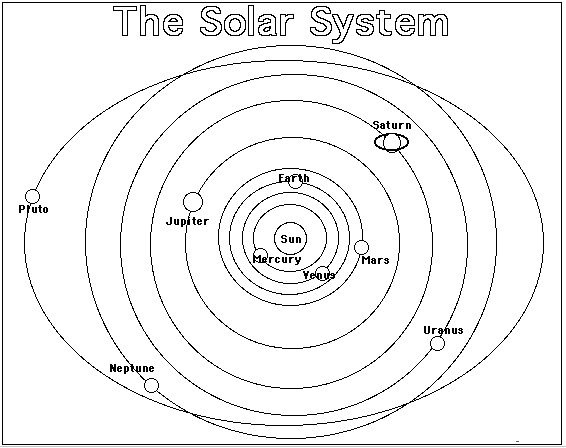 The Solar System
Saturn
Earth
Pluto
Jupiter
Sun
Mercury
Mars
Venus
Uranus
Neptune